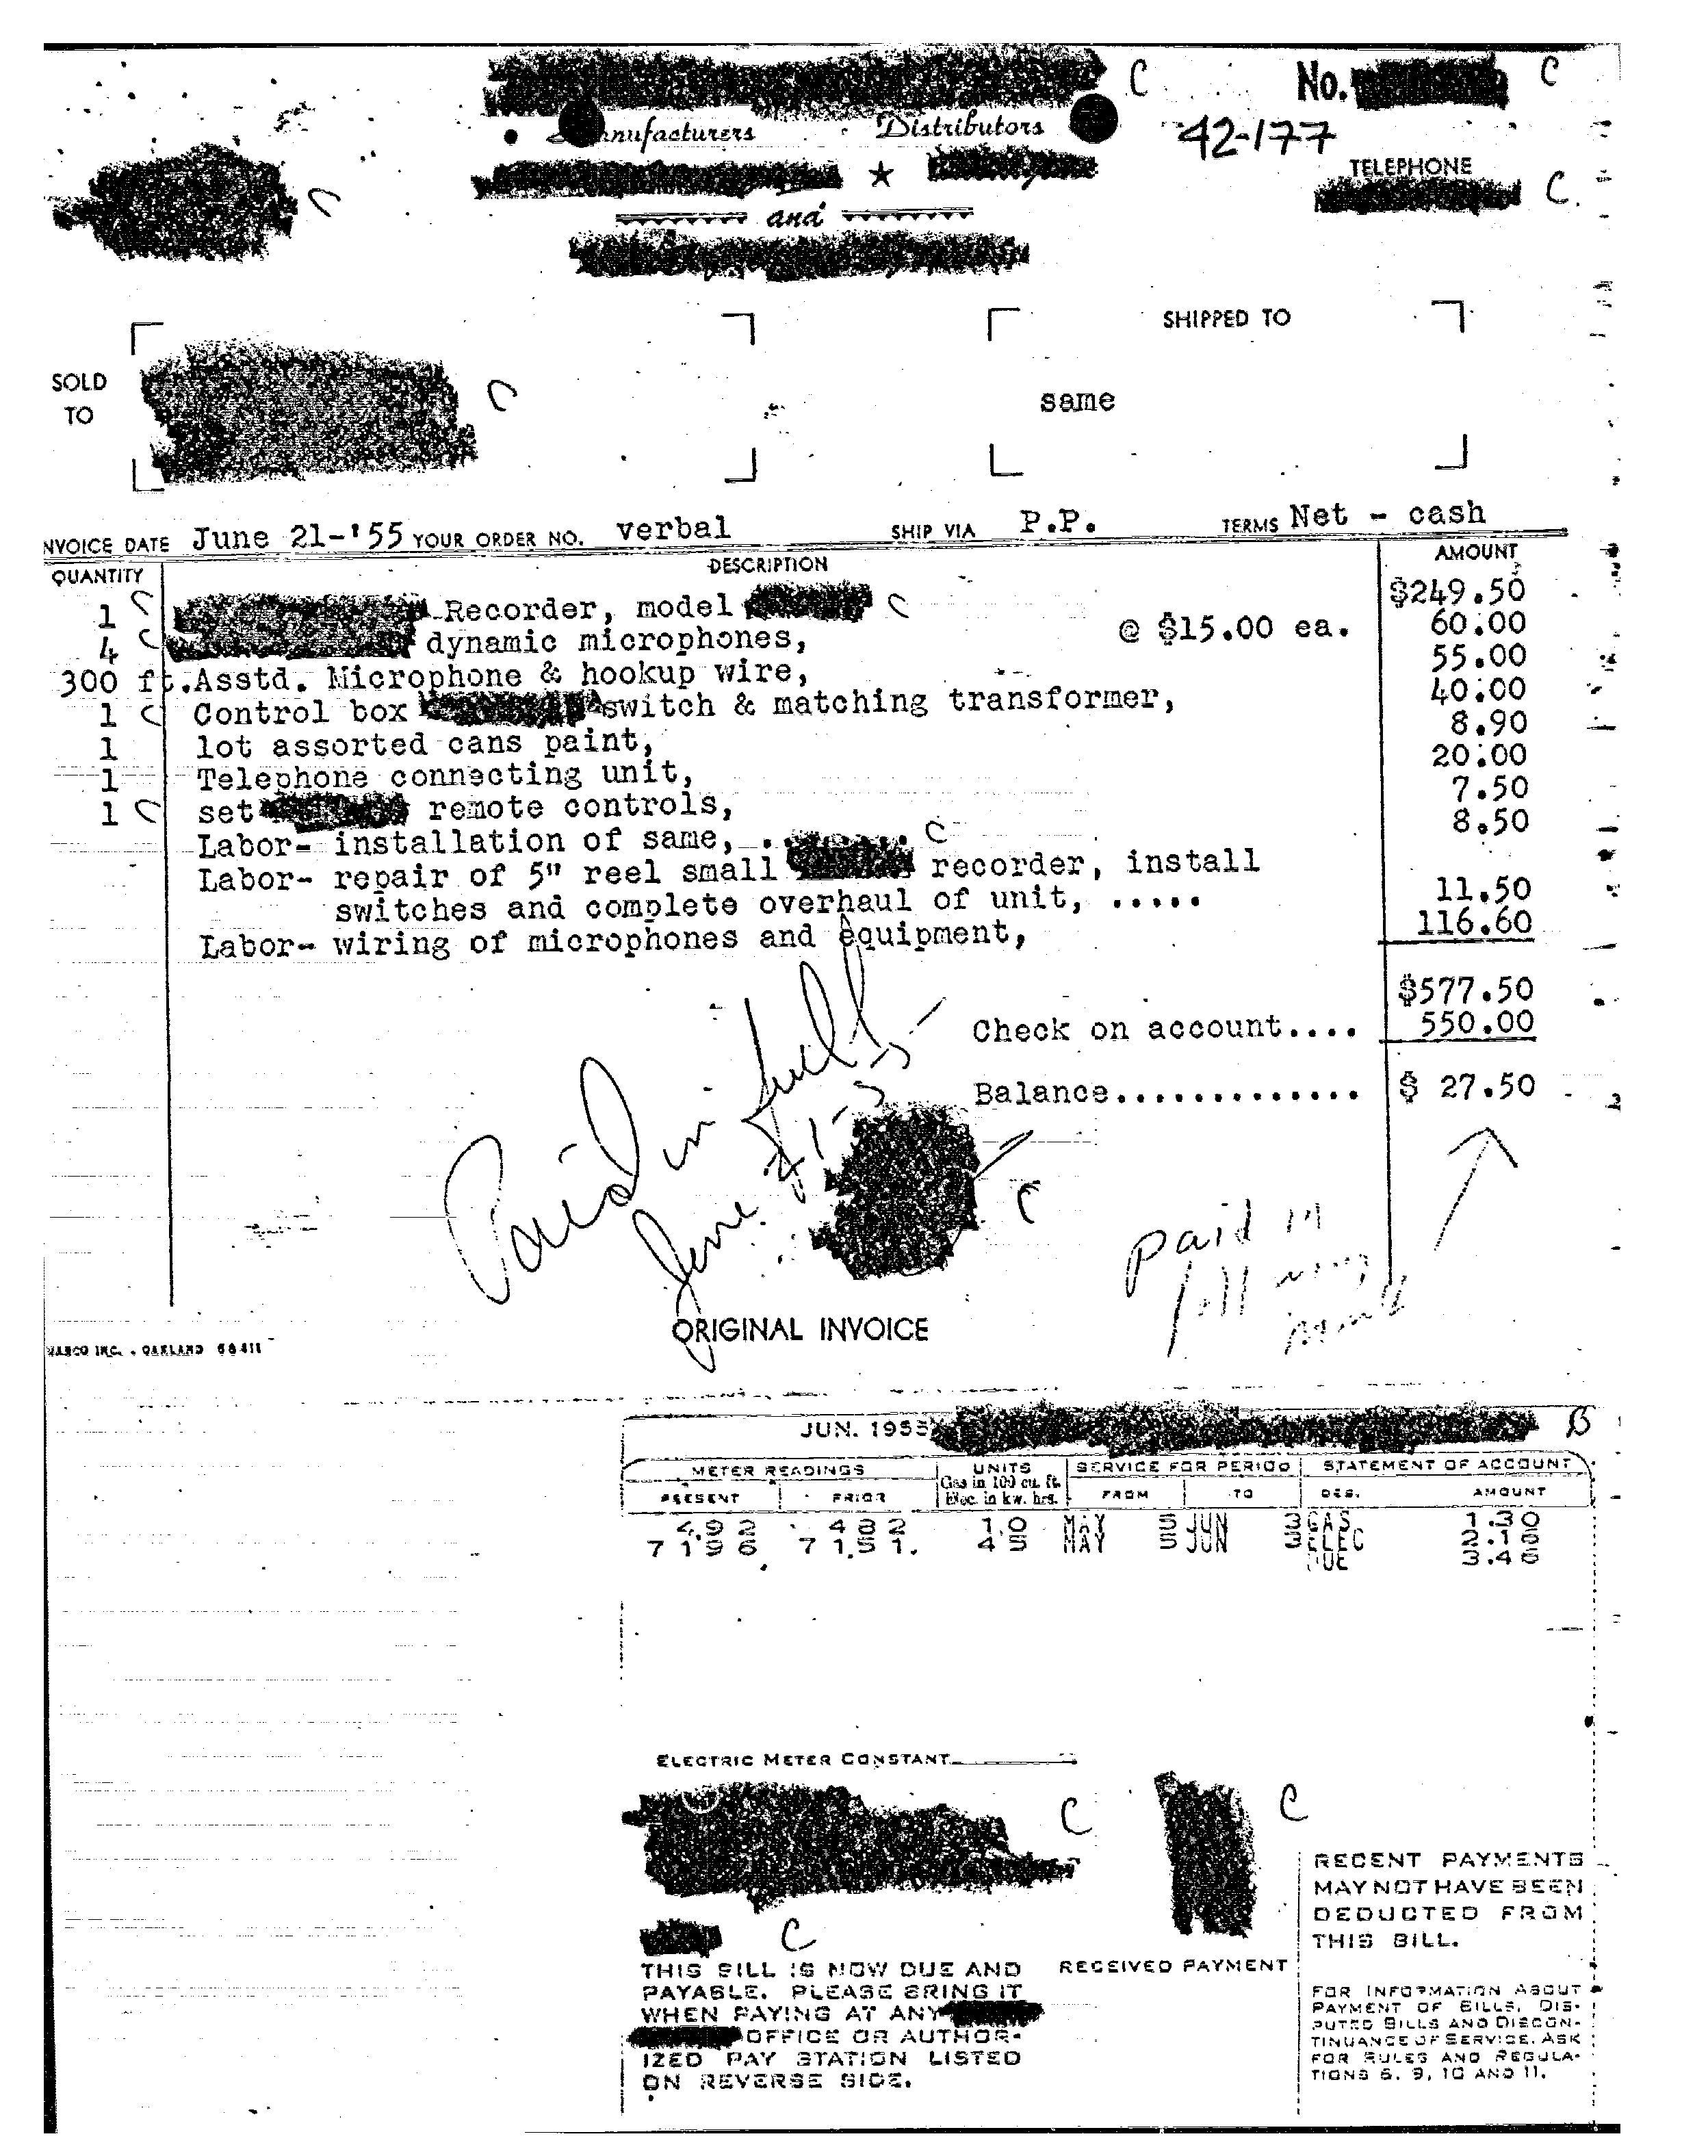 No.
Distributors
42-177
TELEPHONE
and
SHIPPED TO
SOLD
TO
same
NVOICE DATE June 21-'55 YOUR ORDER NO. verbal SHIP VIA P.P. TERMS Net - cash
QUANTITY DESCRIPTION AMOUNT
1 Recorder, model $249.50
4 dynamic microphones, @ $15.00 ea. 60.00
300 ft. Asstd. Microphone & hookup wire, 55.00
1 Control box switch & matching transformer, 40.00
1 lot assorted cans paint, 8.90
1 Telephone connecting unit, 20.00
1 set remote controls, 7.50
Labor- installation of same, 8.50
Labor- repair of 5" reel small recorder, install
switches and complete overhaul of unit, ..... 11.50
Labor- wiring of microphones and equipment, 116.60
$577.50
Check on account.... 550.00
Balance............. $ 27.50
Paid in full
June 21-55
paid in
ORIGINAL INVOICE
OAKLAND 68411
JUN. 1955
METER READINGS UNITS SERVICE FOR PERIOD STATEMENT OF ACCOUNT
PRESENT PRIOR Gas in 100 cu. ft. Elec. in kw. hrs. FROM TO DES. AMOUNT
492 482 10 MAY 5 JUN 3 GAS 1.30
7196 7151 45 MAY 5 JUN 3 ELEC 2.16
DUE 3.46
ELECTRIC METER CONSTANT
C
B
RECENT PAYMENTS
MAY NOT HAVE BEEN
DEDUCTED FROM
THIS BILL.
RECEIVED PAYMENT
THIS BILL IS NOW DUE AND
PAYABLE. PLEASE BRING IT
WHEN PAYING AT ANY
OFFICE OR AUTHOR-
IZED PAY STATION LISTED
ON REVERSE SIDE.
FOR INFORMATION ABOUT
PAYMENT OF BILLS, DIS-
PUTED BILLS AND DISCON-
TINUANCE OF SERVICE, ASK
FOR RULES AND REGULA-
TIONS 6, 9, 10 AND 11.